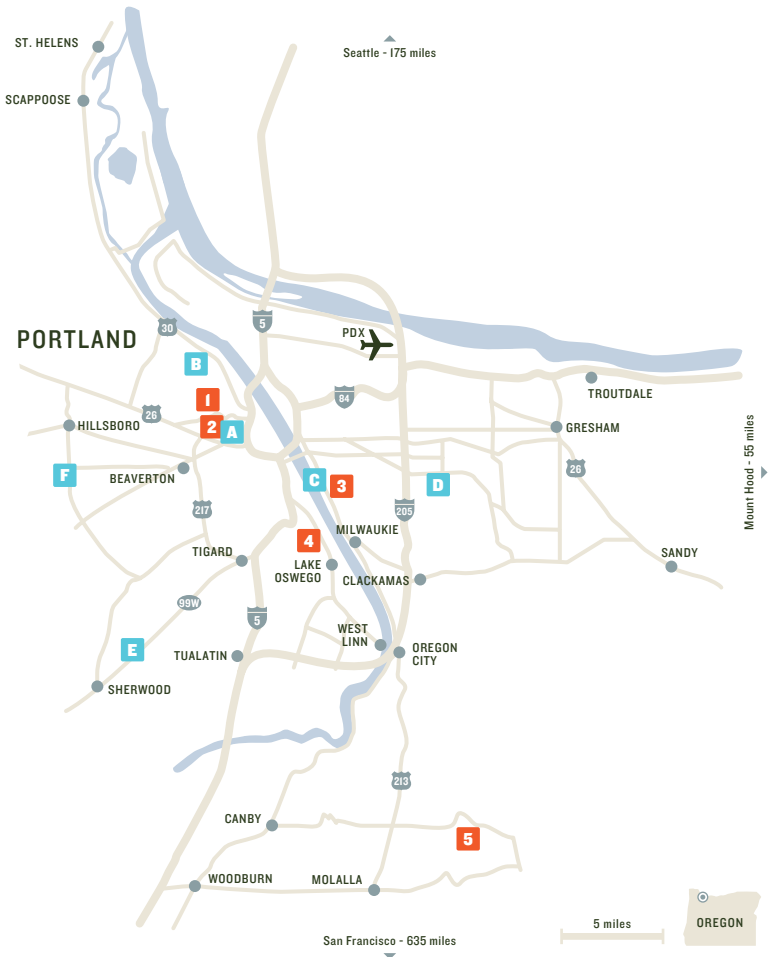 ST. HELENS
Seattle - 175 miles
SCAPPOOSE
30
5
PDX
PORTLAND
B
TROUTDALE
1
84
26
HILLSBORO
2
A
GRESHAM
F
BEAVERTON
C
3
D
26
Mount Hood - 55 miles
217
205
MILWAUKIE
4
TIGARD
LAKE
OSWEGO
CLACKAMAS
SANDY
99W
5
WEST
LINN
E
TUALATIN
OREGON
CITY
SHERWOOD
213
CANBY
5
WOODBURN
MOLALLA
5 miles
OREGON
San Francisco - 635 miles